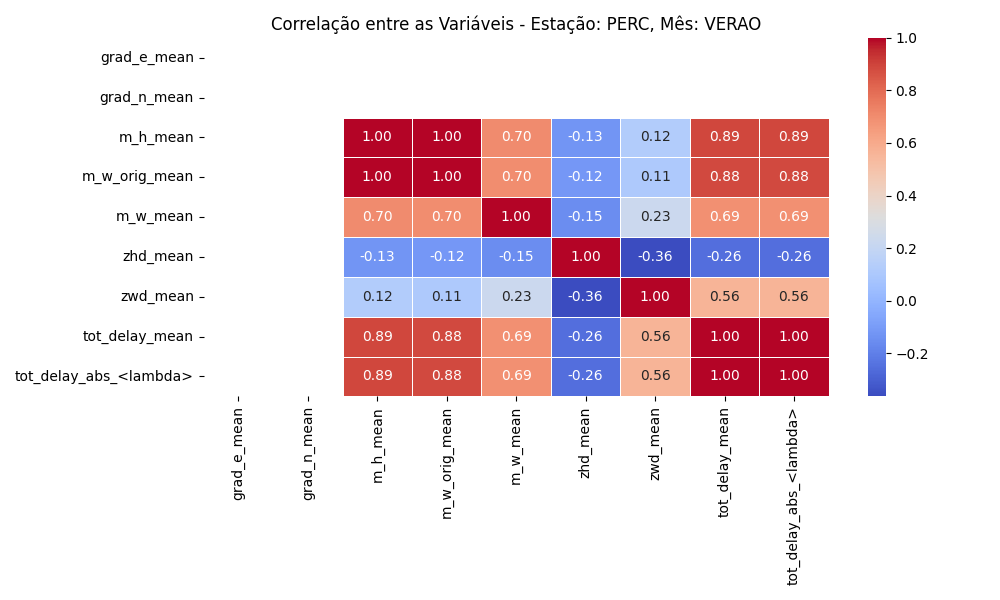 Correlação entre as Variáveis - Estação: PERC, Mês: VERAO
grad_e_mean
grad_n_mean
m_h_mean 1.00 1.00 0.70 -0.13 0.12 0.89 0.89
m_w_orig_mean 1.00 1.00 0.70 -0.12 0.11 0.88 0.88
m_w_mean 0.70 0.70 1.00 -0.15 0.23 0.69 0.69
zhd_mean -0.13 -0.12 -0.15 1.00 -0.36 -0.26 -0.26
zwd_mean 0.12 0.11 0.23 -0.36 1.00 0.56 0.56
tot_delay_mean 0.89 0.88 0.69 -0.26 0.56 1.00 1.00
tot_delay_abs_<lambda> 0.89 0.88 0.69 -0.26 0.56 1.00 1.00
grad_e_mean
grad_n_mean
m_h_mean
m_w_orig_mean
m_w_mean
zhd_mean
zwd_mean
tot_delay_mean
tot_delay_abs_<lambda>
1.0
0.8
0.6
0.4
0.2
0.0
−0.2